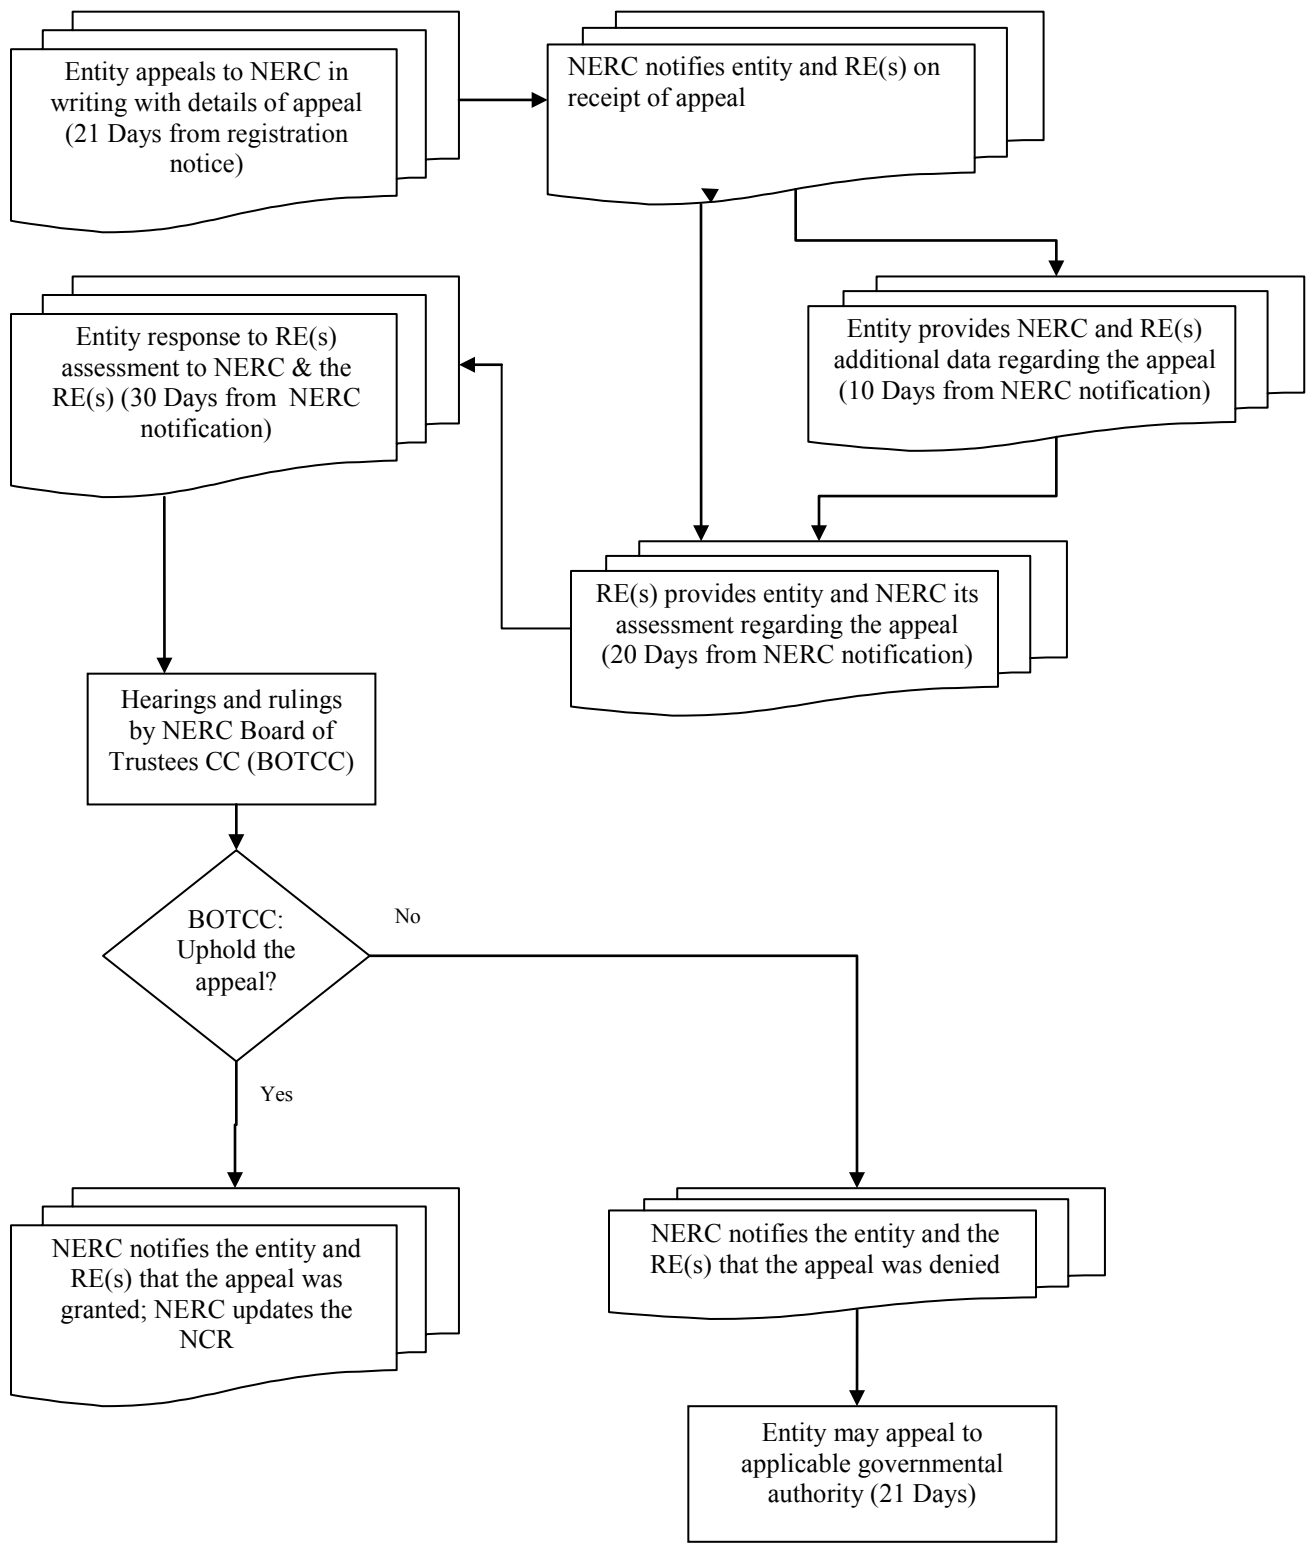 Entity appeals to NERC in
writing with details of appeal
(21 Days from registration
notice)
NERC notifies entity and RE(s) on
receipt of appeal
Entity provides NERC and RE(s)
additional data regarding the appeal
(10 Days from NERC notification)
Entity response to RE(s)
assessment to NERC & the
RE(s) (30 Days from  NERC
notification)
RE(s) provides entity and NERC its
assessment regarding the appeal
(20 Days from NERC notification)
Hearings and rulings
by NERC Board of
Trustees CC (BOTCC)
BOTCC:
Uphold the
appeal?
No
Yes
NERC notifies the entity and
RE(s) that the appeal was
granted; NERC updates the
NCR
NERC notifies the entity and the
RE(s) that the appeal was denied
Entity may appeal to
applicable governmental
authority (21 Days)